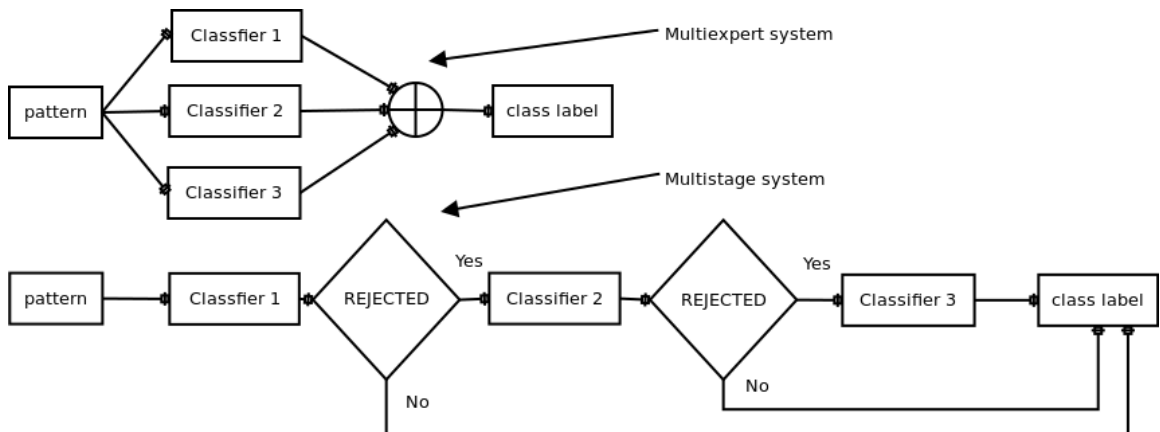 Classfier 1
Multiexpert system
pattern
Classifier 2
class label
Classifier 3
Multistage system
Yes
Yes
pattern
Classfier 1
REJECTED
Classifier 2
REJECTED
Classifier 3
class label
No
No